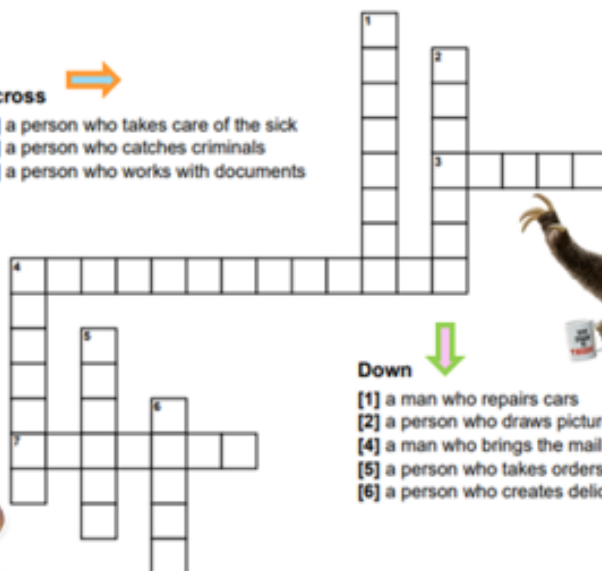 cross
a person who takes care of the sick
a person who catches criminals
a person who works with documents
1
2
3
4
5
6
7
Down
[1] a man who repairs cars
[2] a person who draws pictur
[4] a man who brings the mail
[5] a person who takes orders
[6] a person who creates delic